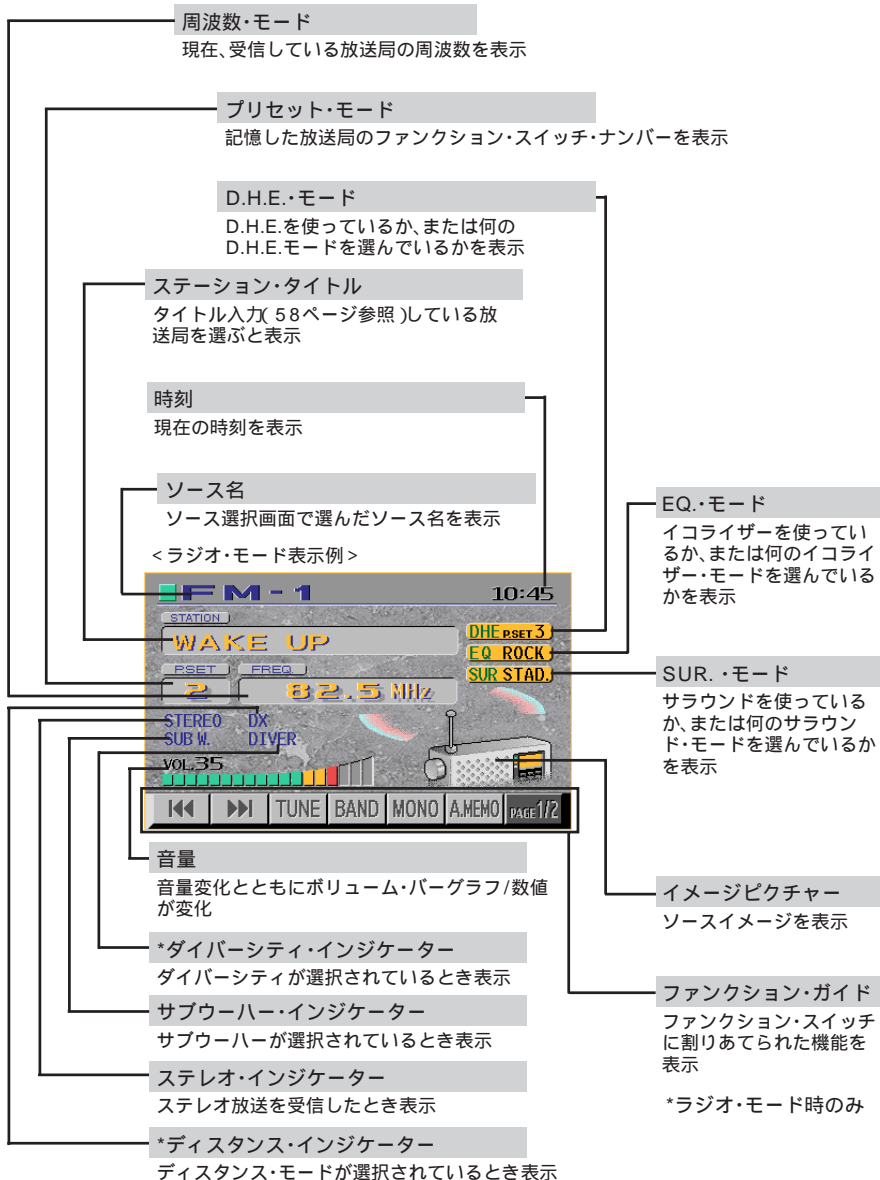 周波数・モード
現在、受信している放送局の周波数を表示
プリセット・モード
記憶した放送局のファンクション・スイッチ・ナンバーを表示
D.H.E.・モード
D.H.E.を使っているか、または何の
D.H.E.モードを選んでいるかを表示
ステーション・タイトル
タイトル入力(58ページ参照)している放
送局を選ぶと表示
時刻
現在の時刻を表示
ソース名
ソース選択画面で選んだソース名を表示
<ラジオ・モード表示例>
EQ.・モード
イコライザーを使ってい
るか、または何のイコライ
ザー・モードを選んでいる
かを表示
FM-1 10:45
STATION
WAKE UP
DHE P.SET 3
EQ ROCK
SUR STAD.
P.SET FREQ.
2 82.5 MHz
STEREO DX
SUB W. DIVER
VOL.35
TUNE BAND MONO A.MEMO PAGE 1/2
SUR.・モード
サラウンドを使っている
か、または何のサラウン
ド・モードを選んでいるか
を表示
音量
音量変化とともにボリューム・バーグラフ/数値
が変化
イメージピクチャー
ソースイメージを表示
*ダイバーシティ・インジケーター
ダイバーシティが選択されているとき表示
ファンクション・ガイド
ファンクション・スイッチ
に割りあてられた機能を
表示
サブウーハー・インジケーター
サブウーハーが選択されているとき表示
ステレオ・インジケーター
ステレオ放送を受信したとき表示
*ラジオ・モード時のみ
*ディスタンス・インジケーター
ディスタンス・モードが選択されているとき表示